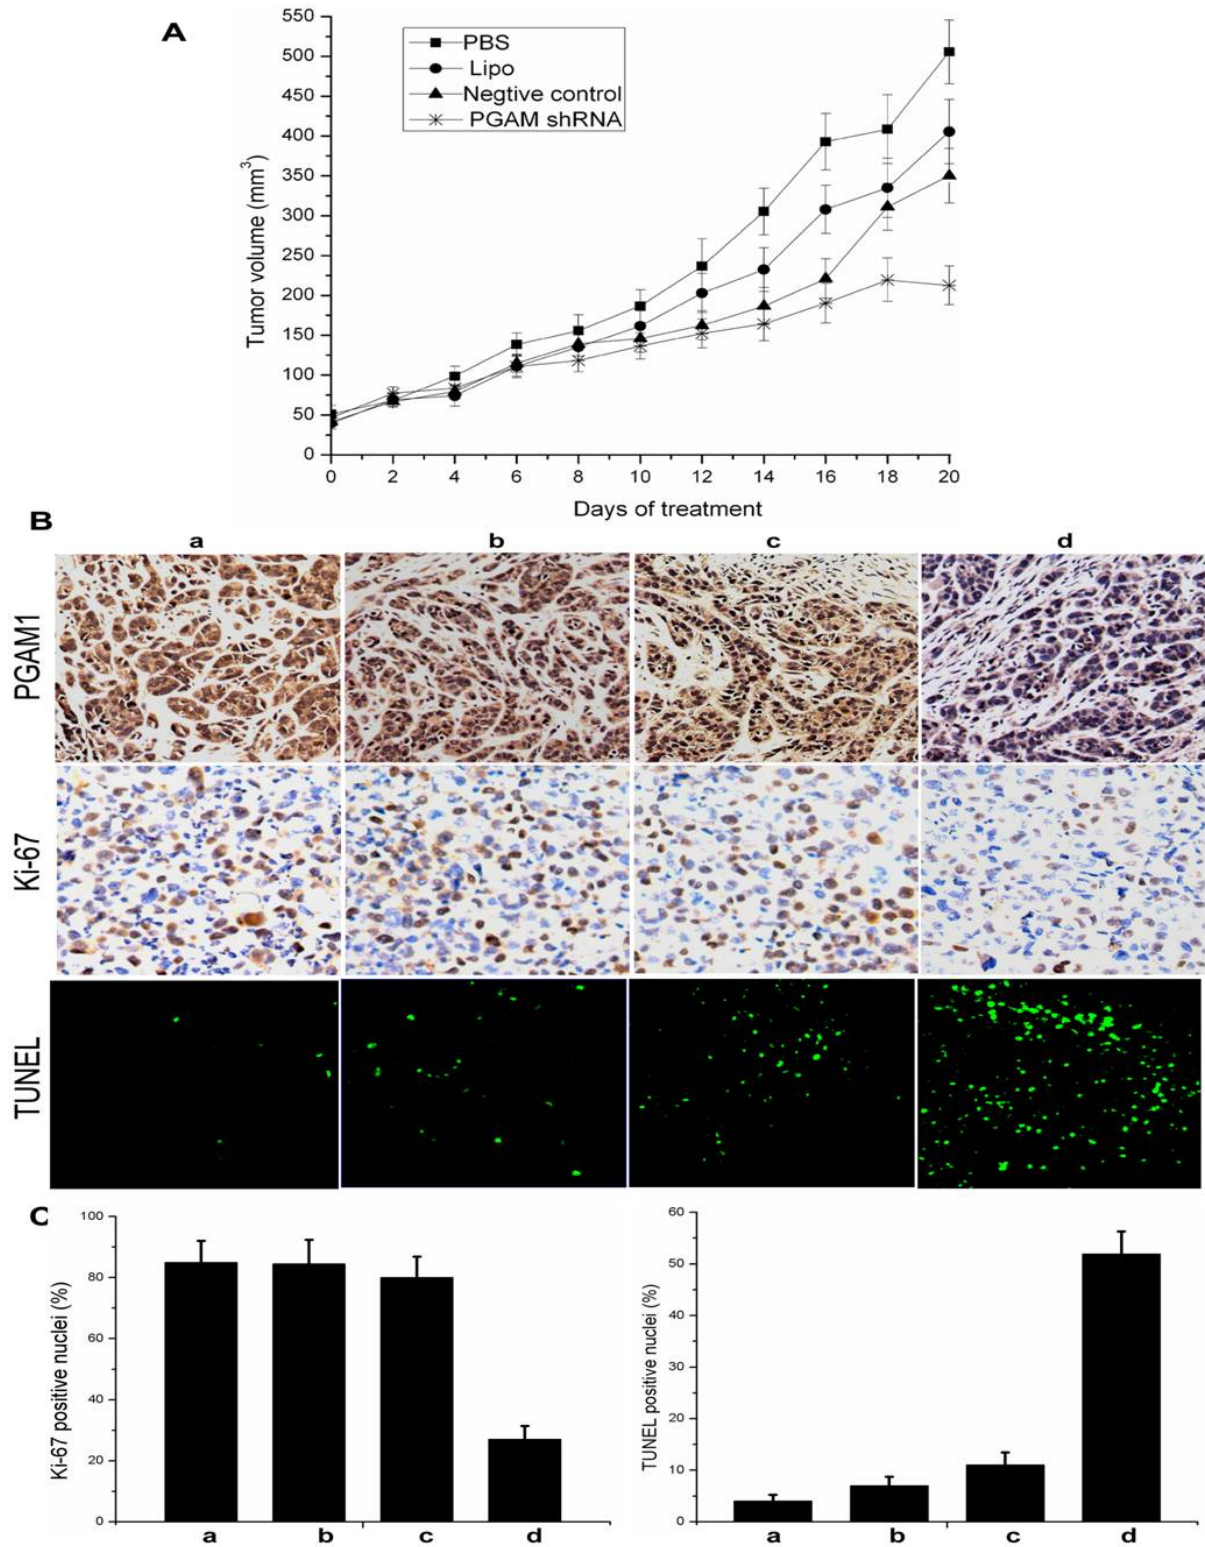 A
550
500
450
400
350
300
250
200
150
100
50
0
Tumor volume (mm³)
PBS
Lipo
Negtive control
PGAM shRNA
0 2 4 6 8 10 12 14 16 18 20
Days of treatment
B
a b c d
PGAM1
Ki-67
TUNEL
C
100
80
60
40
20
0
Ki-67 positive nuclei (%)
a b c d
60
50
40
30
20
10
0
TUNEL positive nuclei (%)
a b c d